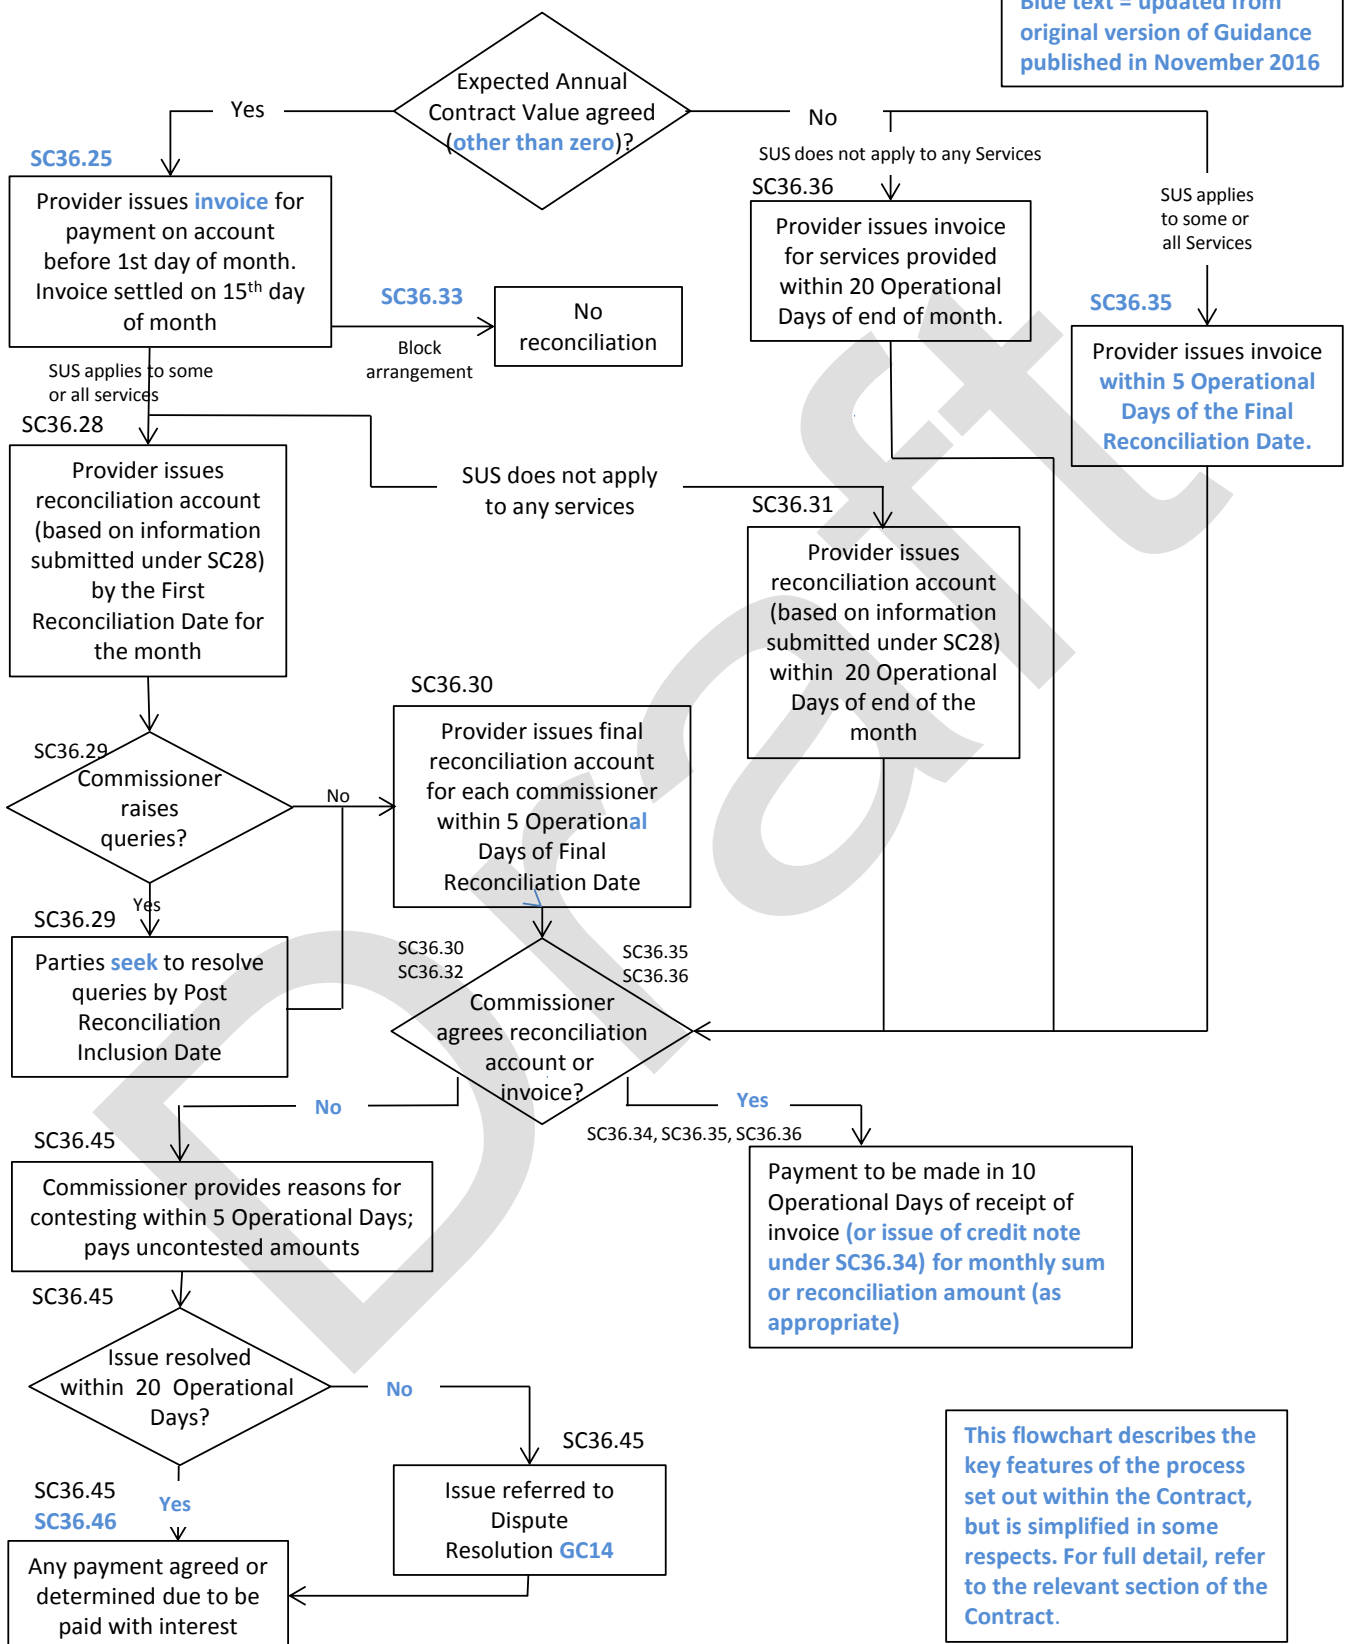 Blue text = updated from
original version of Guidance
published in November 2016
Expected Annual
Contract Value agreed
(other than zero)?
Yes
No
SUS does not apply to any Services
SC36.25
Provider issues invoice for
payment on account
before 1st day of month.
Invoice settled on 15th day
of month
SC36.33
Block
arrangement
No
reconciliation
SC36.36
Provider issues invoice
for services provided
within 20 Operational
Days of end of month.
SUS applies
to some or
all Services
SC36.35
Provider issues invoice
within 5 Operational
Days of the Final
Reconciliation Date.
SUS applies to some
or all services
SC36.28
Provider issues
reconciliation account
(based on information
submitted under SC28)
by the First
Reconciliation Date for
the month
SUS does not apply
to any services
SC36.31
Provider issues
reconciliation account
(based on information
submitted under SC28)
within 20 Operational
Days of end of the
month
SC36.29
Commissioner
raises
queries?
No
Yes
SC36.30
Provider issues final
reconciliation account
for each commissioner
within 5 Operational
Days of Final
Reconciliation Date
SC36.29
Parties seek to resolve
queries by Post
Reconciliation
Inclusion Date
SC36.30
SC36.32
SC36.35
SC36.36
Commissioner
agrees reconciliation
account or
invoice?
No
Yes
SC36.34, SC36.35, SC36.36
SC36.45
Commissioner provides reasons for
contesting within 5 Operational Days;
pays uncontested amounts
Payment to be made in 10
Operational Days of receipt of
invoice (or issue of credit note
under SC36.34) for monthly sum
or reconciliation amount (as
appropriate)
SC36.45
Issue resolved
within 20 Operational
Days?
No
SC36.45
Issue referred to
Dispute
Resolution GC14
SC36.45
SC36.46
Yes
Any payment agreed or
determined due to be
paid with interest
This flowchart describes the
key features of the process
set out within the Contract,
but is simplified in some
respects. For full detail, refer
to the relevant section of the
Contract.
Draft